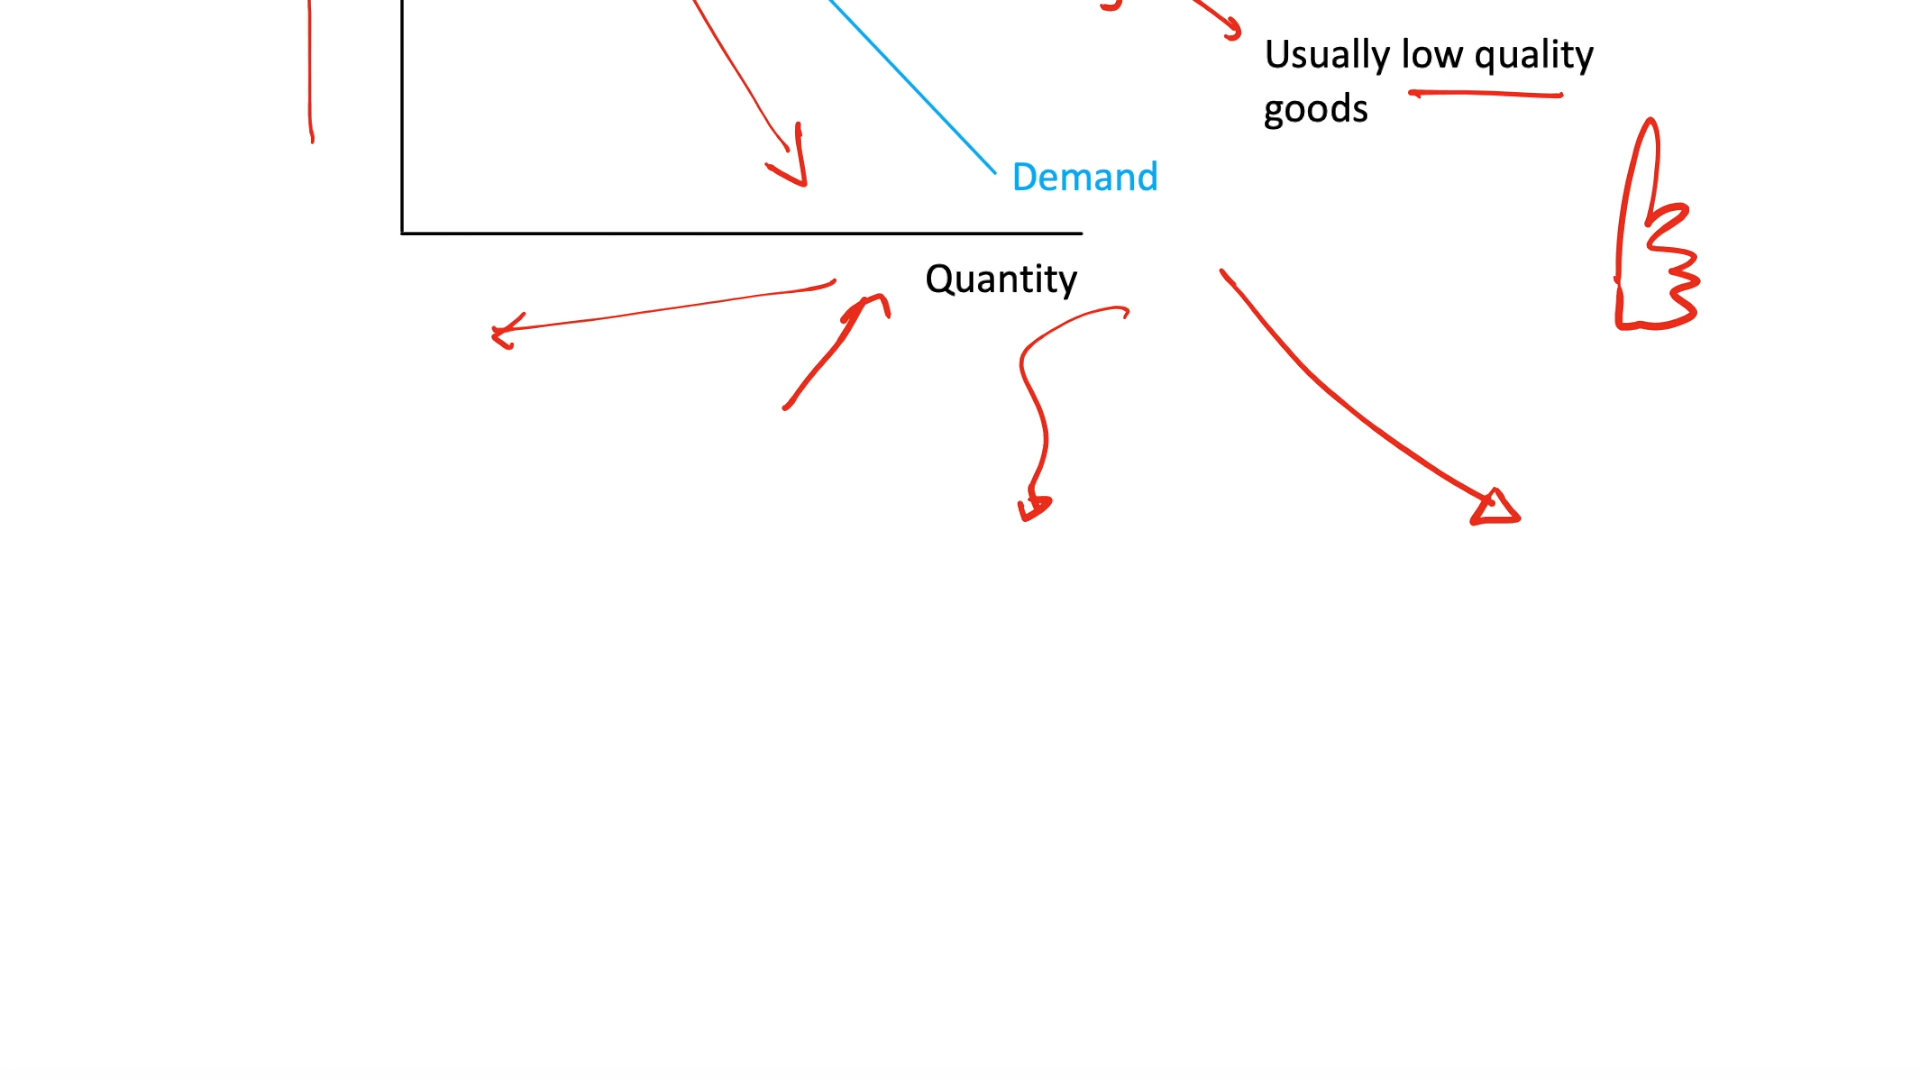 Usually low quality
goods
Demand
Quantity